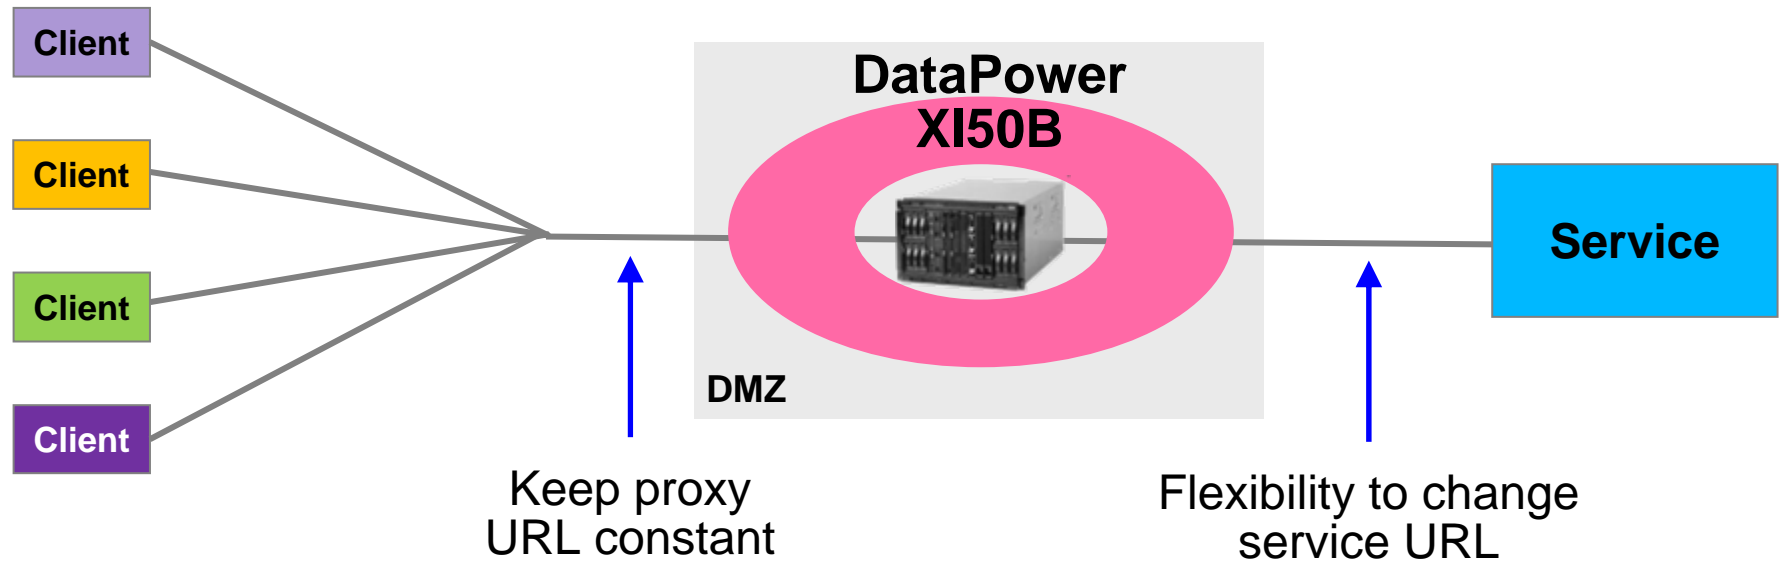 Client
Client
Client
Client
DataPower
XI50B
DMZ
Service
Keep proxy
URL constant
Flexibility to change
service URL